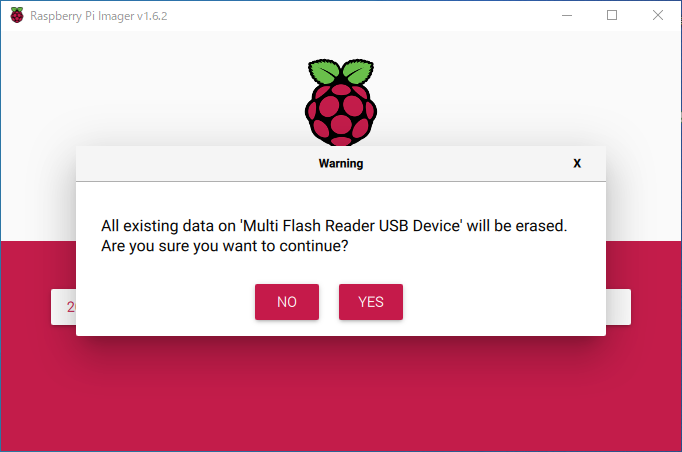 Raspberry Pi Imager v1.6.2
Warning
X
All existing data on 'Multi Flash Reader USB Device' will be erased.
Are you sure you want to continue?
NO
YES